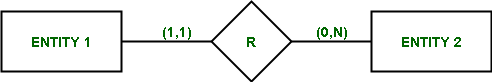 ENTITY 1 (1,1) R (0,N) ENTITY 2